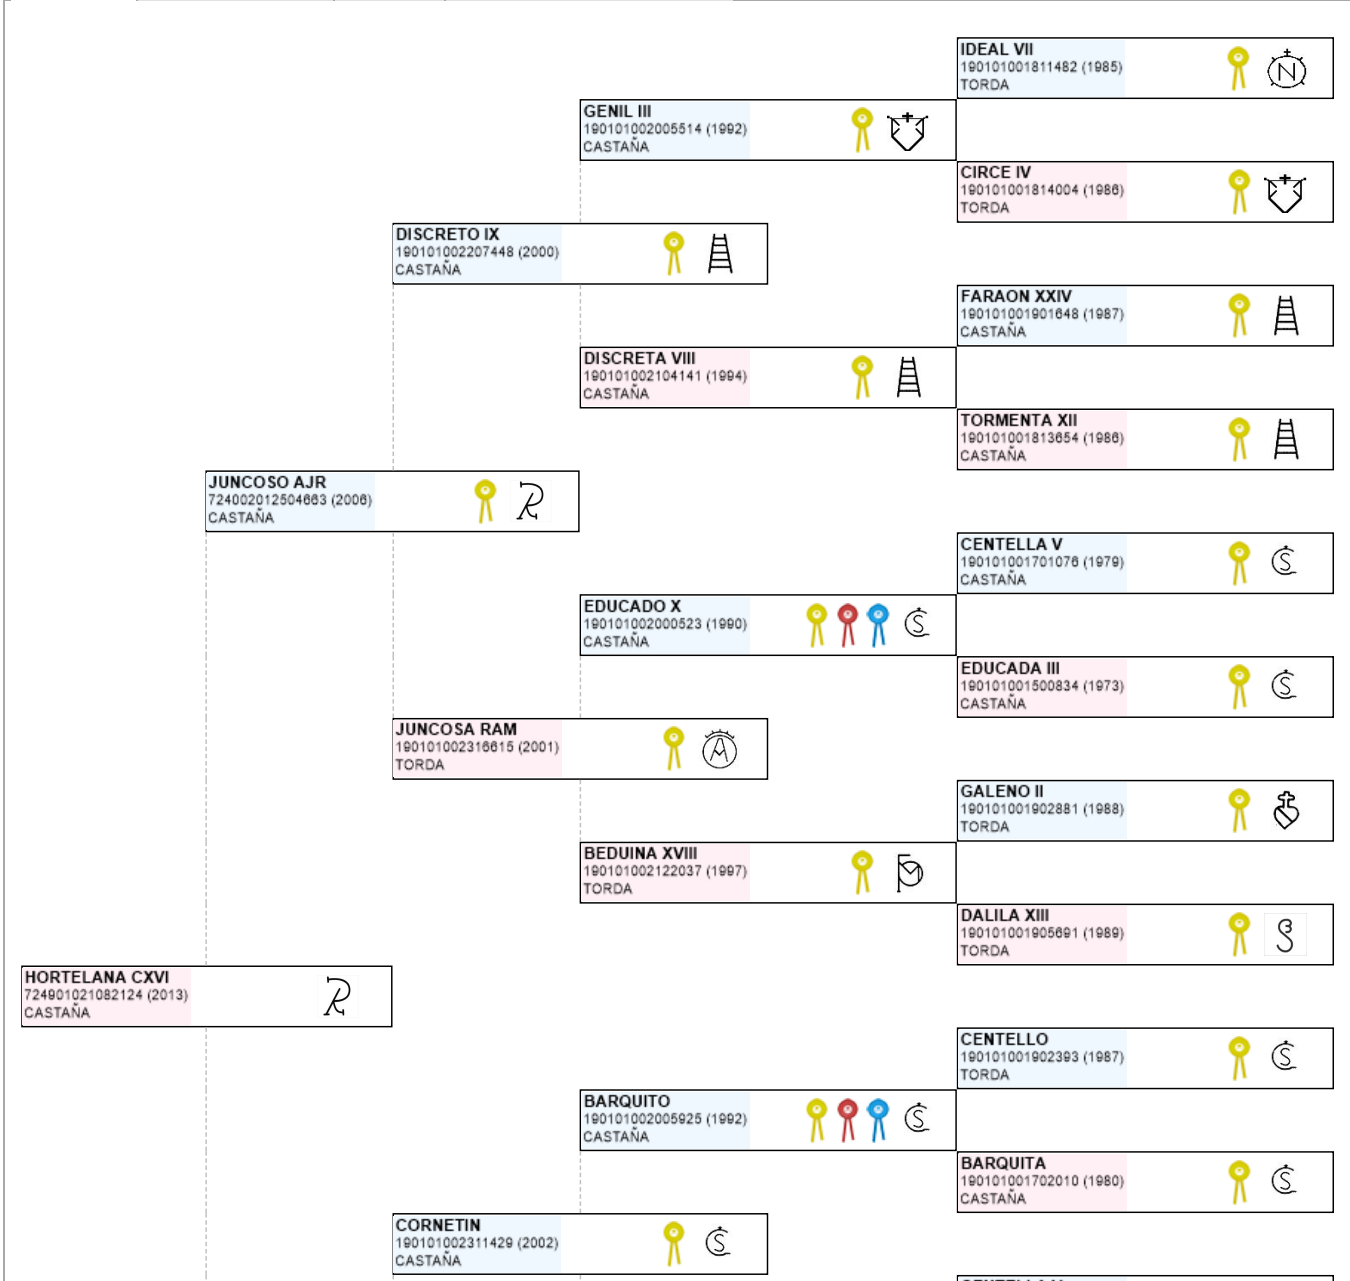 IDEAL VII
190101001811482 (1985)
TORDA
GENIL III
190101002005514 (1992)
CASTAÑA
CIRCE IV
190101001814004 (1986)
TORDA
DISCRETO IX
190101002207448 (2000)
CASTAÑA
FARAON XXIV
190101001901648 (1987)
CASTAÑA
DISCRETA VIII
190101002104141 (1994)
CASTAÑA
TORMENTA XII
190101001813654 (1986)
CASTAÑA
JUNCOSO AJR
724002012504663 (2006)
CASTAÑA
CENTELLA V
190101001701076 (1979)
CASTAÑA
EDUCADO X
190101002000523 (1990)
CASTAÑA
EDUCADA III
190101001500834 (1973)
CASTAÑA
JUNCOSA RAM
190101002316615 (2001)
TORDA
GALENO II
190101001902881 (1988)
TORDA
BEDUINA XVIII
190101002122037 (1997)
TORDA
DALILA XIII
190101001905691 (1989)
TORDA
HORTELANA CXVI
724901021082124 (2013)
CASTAÑA
CENTELLO
190101001902393 (1987)
TORDA
BARQUITO
190101002005925 (1992)
CASTAÑA
BARQUITA
190101001702010 (1980)
CASTAÑA
CORNETIN
190101002311429 (2002)
CASTAÑA